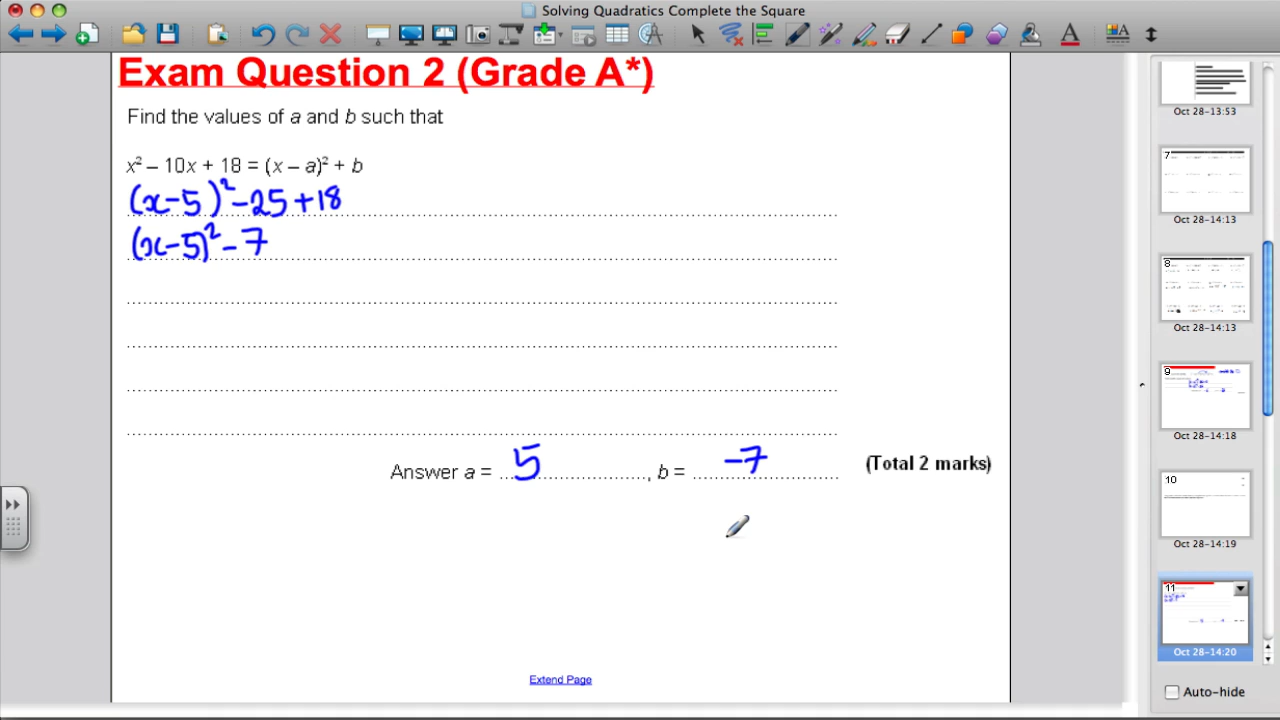 Solving Quadratics Complete the Square
Exam Question 2 (Grade A*)
Find the values of a and b such that
x² – 10x + 18 = (x – a)² + b
(x-5)² -25 +18
(x-5)² -7
Answer a = 5, b = -7 (Total 2 marks)
Extend Page
Oct 28-13:53
7
Oct 28-14:13
8
Oct 28-14:13
9
Oct 28-14:18
10
Oct 28-14:19
11
Oct 28-14:20
Auto-hide